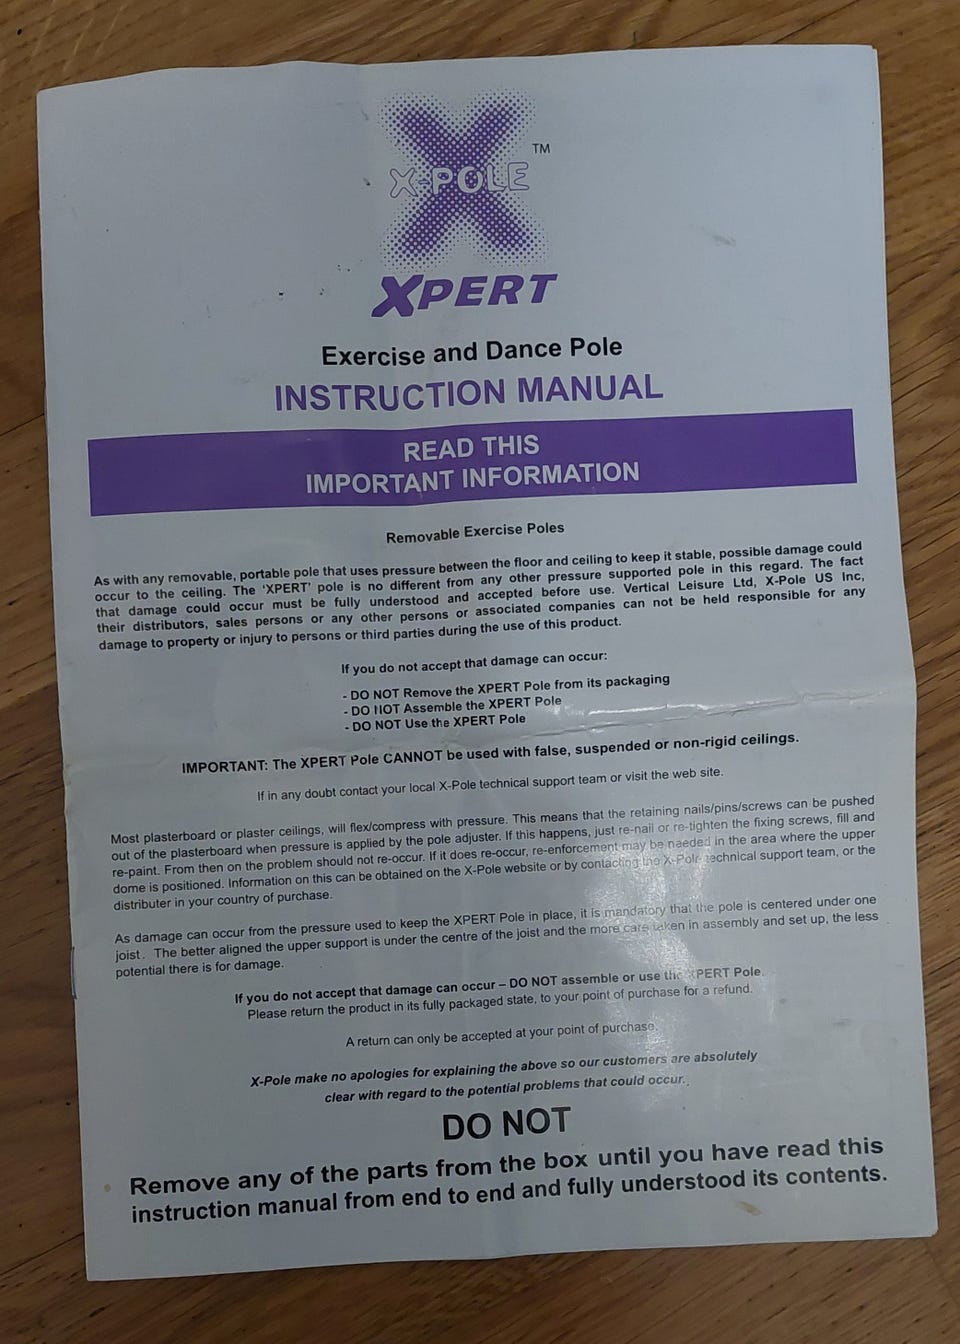 X-POLE
TM
XPERT
Exercise and Dance Pole
INSTRUCTION MANUAL
READ THIS
IMPORTANT INFORMATION
Removable Exercise Poles
As with any removable, portable pole that uses pressure between the floor and ceiling to keep it stable, possible damage could
occur to the ceiling. The ‘XPERT’ pole is no different from any other pressure supported pole in this regard. The fact
that damage could occur must be fully understood and accepted before use. Vertical Leisure Ltd, X-Pole US Inc,
their distributors, sales persons or any other persons or associated companies can not be held responsible for any
damage to property or injury to persons or third parties during the use of this product.
If you do not accept that damage can occur:
- DO NOT Remove the XPERT Pole from its packaging
- DO NOT Assemble the XPERT Pole
- DO NOT Use the XPERT Pole
IMPORTANT: The XPERT Pole CANNOT be used with false, suspended or non-rigid ceilings.
If in any doubt contact your local X-Pole technical support team or visit the web site.
Most plasterboard or plaster ceilings, will flex/compress with pressure. This means that the retaining nails/pins/screws can be pushed
out of the plasterboard when pressure is applied by the pole adjuster. If this happens, just re-nail or re-tighten the fixing screws, fill and
re-paint. From then on the problem should not re-occur. If it does re-occur, re-enforcement may be needed in the area where the upper
dome is positioned. Information on this can be obtained on the X-Pole website or by contacting the X-Pole technical support team, or the
distributer in your country of purchase.
As damage can occur from the pressure used to keep the XPERT Pole in place, it is mandatory that the pole is centered under one
joist. The better aligned the upper support is under the centre of the joist and the more care taken in assembly and set up, the less
potential there is for damage.
If you do not accept that damage can occur – DO NOT assemble or use the XPERT Pole.
Please return the product in its fully packaged state, to your point of purchase for a refund.
A return can only be accepted at your point of purchase.
X-Pole make no apologies for explaining the above so our customers are absolutely
clear with regard to the potential problems that could occur..
DO NOT
Remove any of the parts from the box until you have read this
instruction manual from end to end and fully understood its contents.